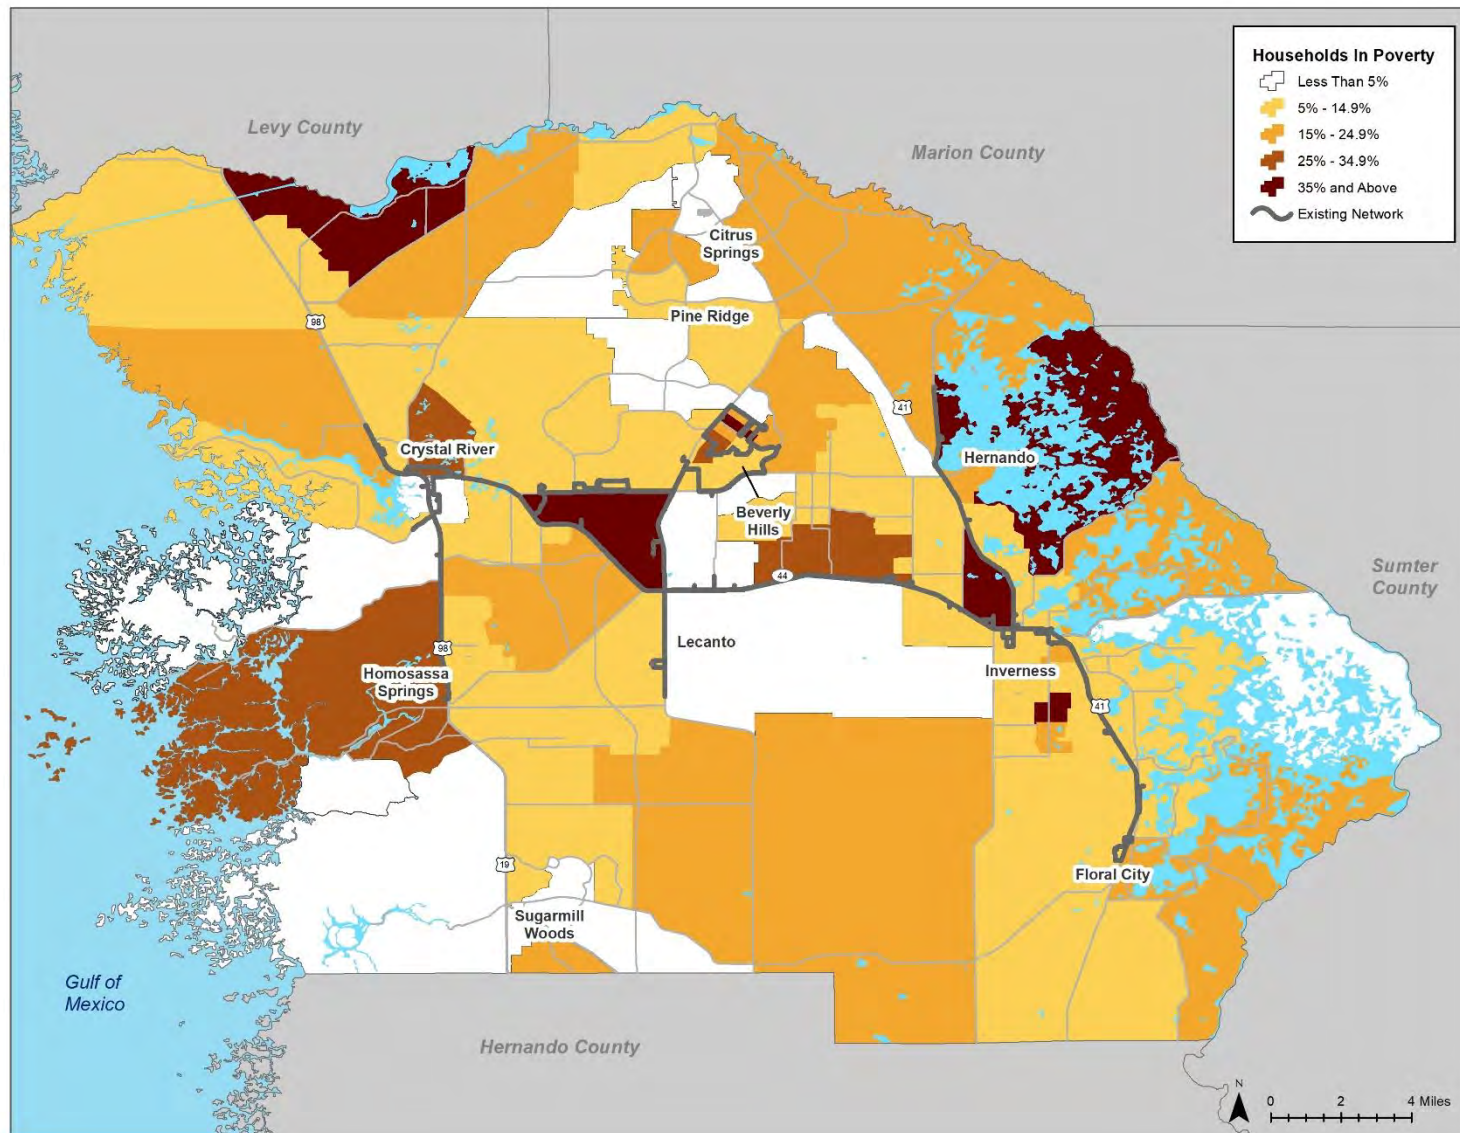 Households In Poverty
Less Than 5%
5% - 14.9%
15% - 24.9%
25% - 34.9%
35% and Above
Existing Network
Levy County
Marion County
Citrus
Springs
Pine Ridge
98
41
Crystal River
Hernando
Beverly
Hills
44
Sumter
County
Lecanto
98
Homosassa
Springs
Inverness
41
19
Floral City
Sugarmill
Woods
Gulf of
Mexico
Hernando County
N
0 2 4 Miles